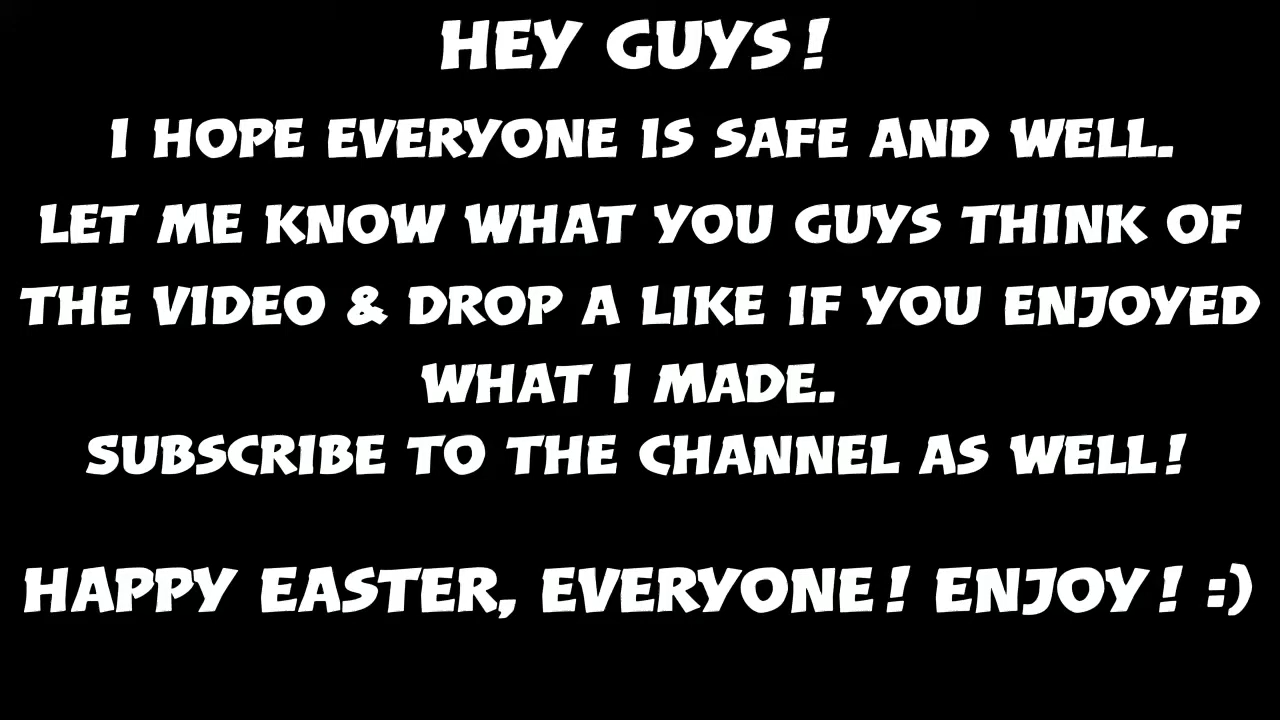 HEY GUYS!
I HOPE EVERYONE IS SAFE AND WELL.
LET ME KNOW WHAT YOU GUYS THINK OF
THE VIDEO & DROP A LIKE IF YOU ENJOYED
WHAT I MADE.
SUBSCRIBE TO THE CHANNEL AS WELL!
HAPPY EASTER, EVERYONE! ENJOY! :)